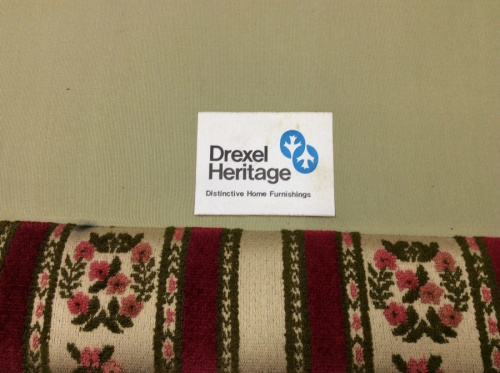 Drexel
Heritage
Distinctive Home Furnishings